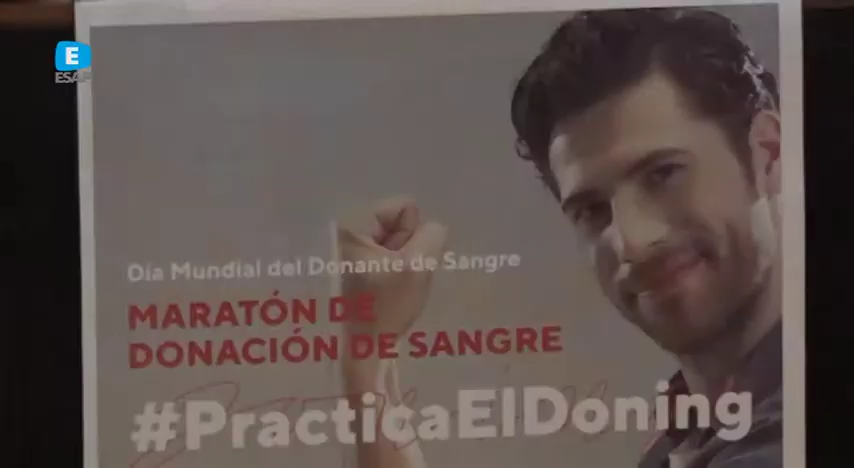 E
Día Mundial del Donante de Sangre
MARATÓN DE
DONACIÓN DE SANGRE
#PracticaElDoning